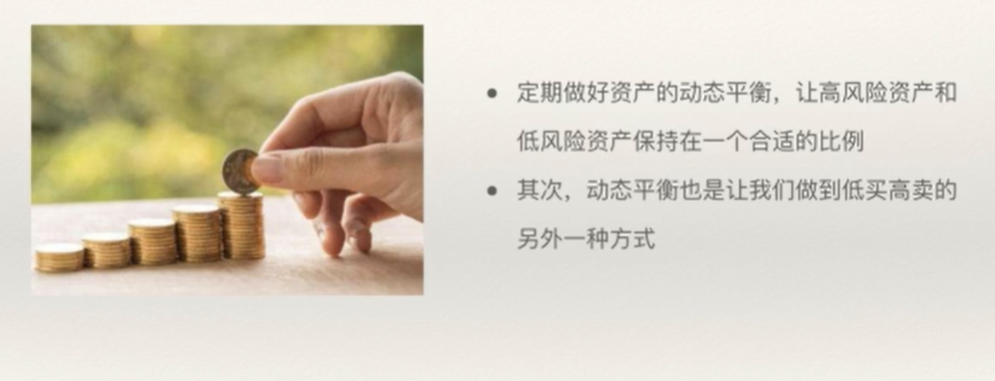 • 定期做好资产的动态平衡，让高风险资产和
低风险资产保持在一个合适的比例
• 其次，动态平衡也是让我们做到低买高卖的
另外一种方式